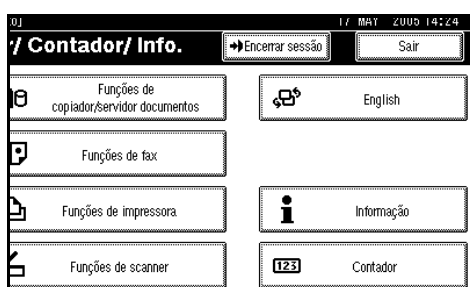 17 MAY 2005 14:24
r/ Contador/ Info.
Encerrar sessão
Sair
Funções de
copiador/servidor documentos
English
Funções de fax
Funções de impressora
Informação
Funções de scanner
123
Contador